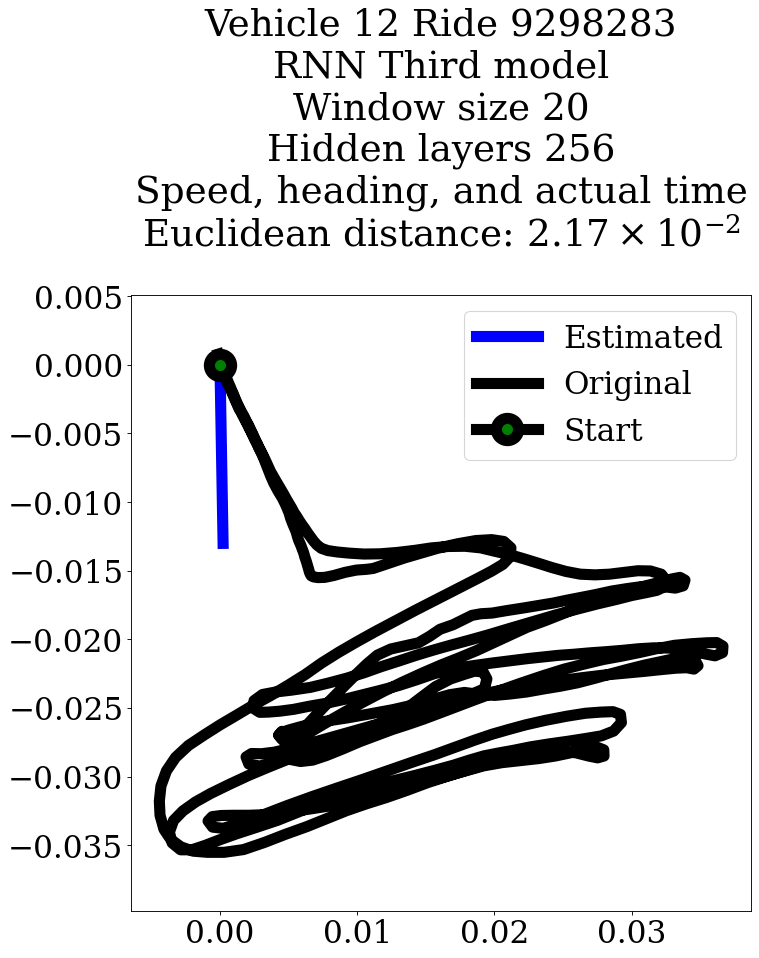 Vehicle 12 Ride 9298283
RNN Third model
Window size 20
Hidden layers 256
Speed, heading, and actual time
Euclidean distance: 2.17 × 10⁻²
Estimated
Original
Start
0.005
0.000
−0.005
−0.010
−0.015
−0.020
−0.025
−0.030
−0.035
0.00 0.01 0.02 0.03